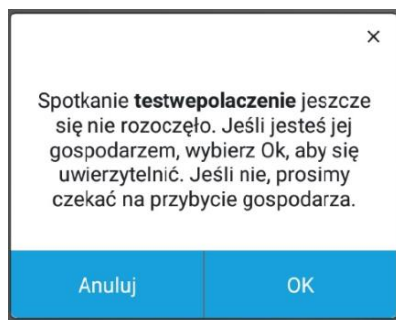 Spotkanie testwepolaczenie jeszcze
się nie rozoczęło. Jeśli jesteś jej
gospodarzem, wybierz Ok, aby się
uwierzytelnić. Jeśli nie, prosimy
czekać na przybycie gospodarza.
Anuluj OK